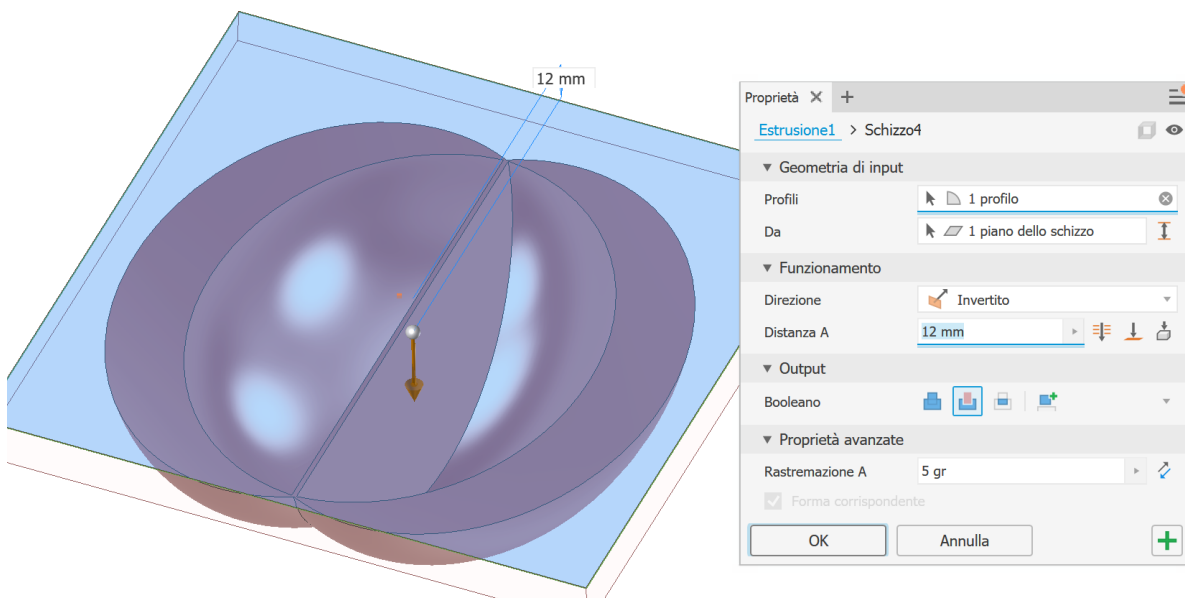 12 mm
Proprietà
Estrusione1 > Schizzo4
Geometria di input
Profili 1 profilo
Da 1 piano dello schizzo
Funzionamento
Direzione Invertito
Distanza A 12 mm
Output
Booleano
Proprietà avanzate
Rastremazione A 5 gr
Forma corrispondente
OK Annulla